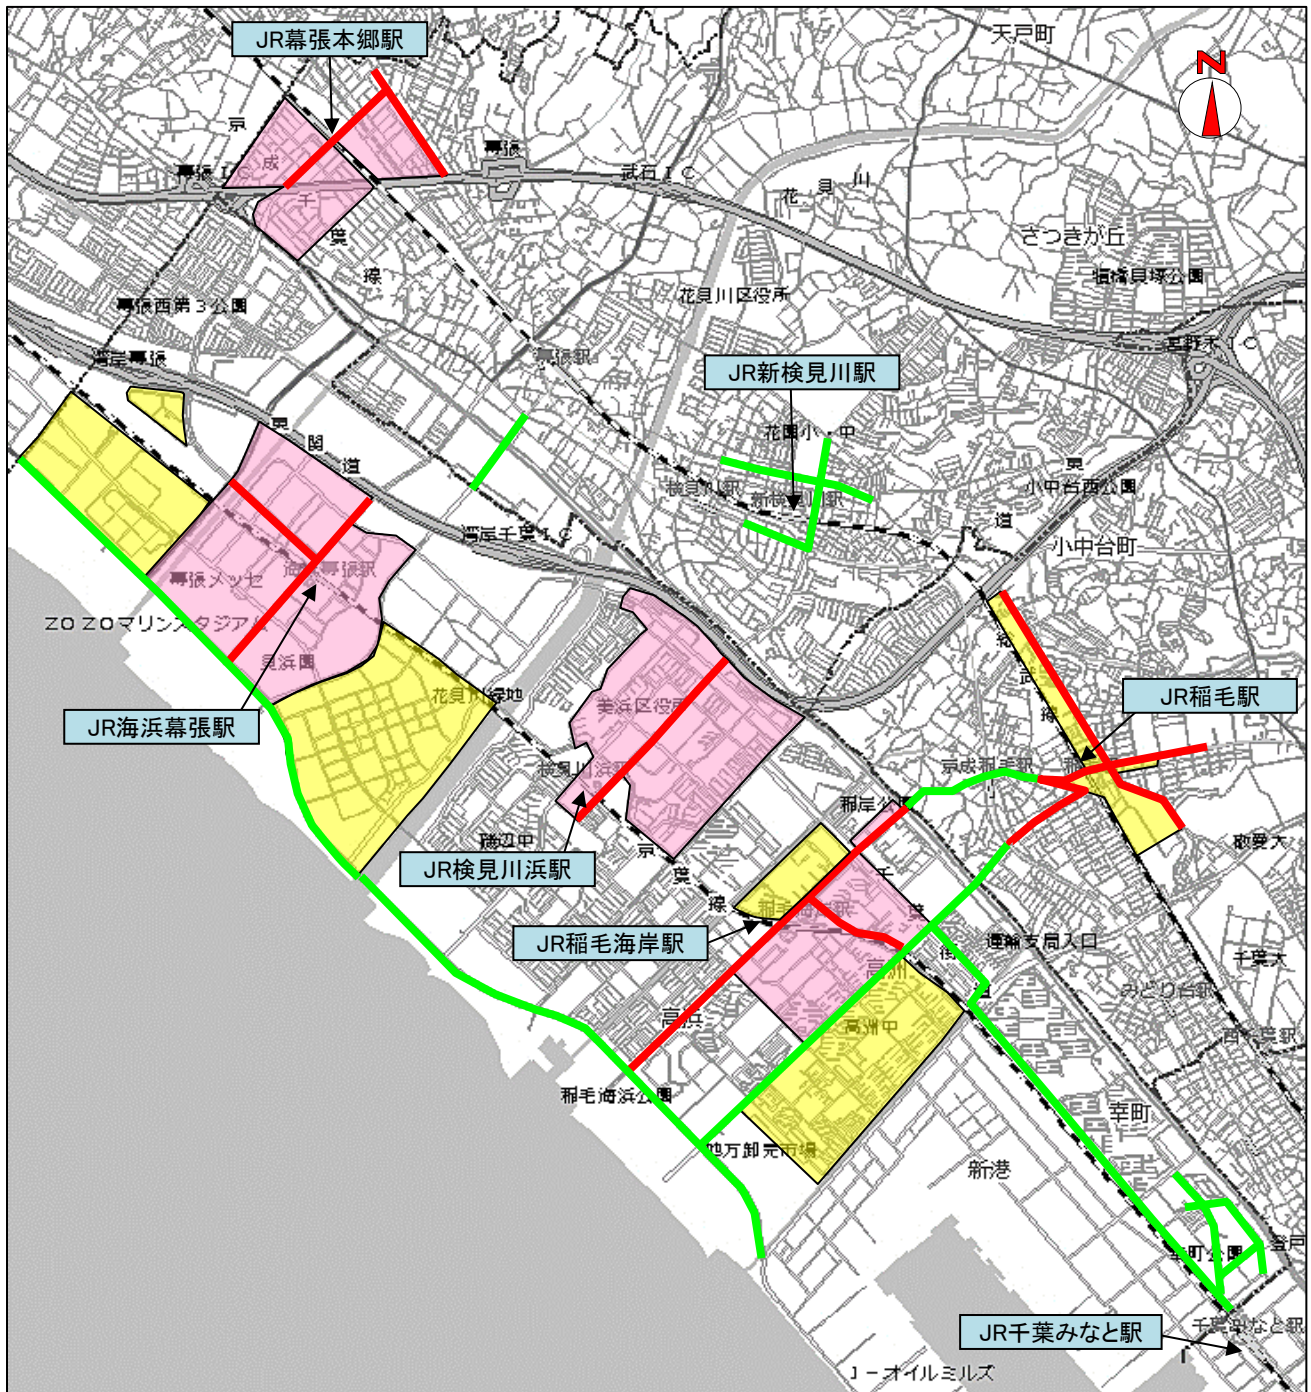 天戸町
JR幕張本郷駅
N
京
成
千
葉
線
幕張IC
幕張
武石IC
花見川
さつきが丘
犢橋貝塚公園
花見川区役所
幕張西第3公園
湾岸幕張
幕張駅
宮野木IC
JR新検見川駅
花園小・中
検見川駅
新検見川駅
東関道
東
道
小中台西公園
小中台町
湾岸千葉IC
幕張メッセ
海浜幕張駅
ZOZOマリンスタジアム
見浜園
花見川緑地
美浜区役所
総武線
JR稲毛駅
JR海浜幕張駅
検見川浜駅
京成稲毛駅
稲岸公園
磯辺中
敬愛大
JR検見川浜駅
京
葉
線
千
葉
街
道
稲毛海岸駅
JR稲毛海岸駅
運輸支局入口
千葉大
高洲
みどり台駅
高浜
高洲中
西千葉駅
稲毛海浜公園
幸町
地方卸売市場
新港
登戸
幸町公園
千葉みなと駅
JR千葉みなと駅
J-オイルミルズ